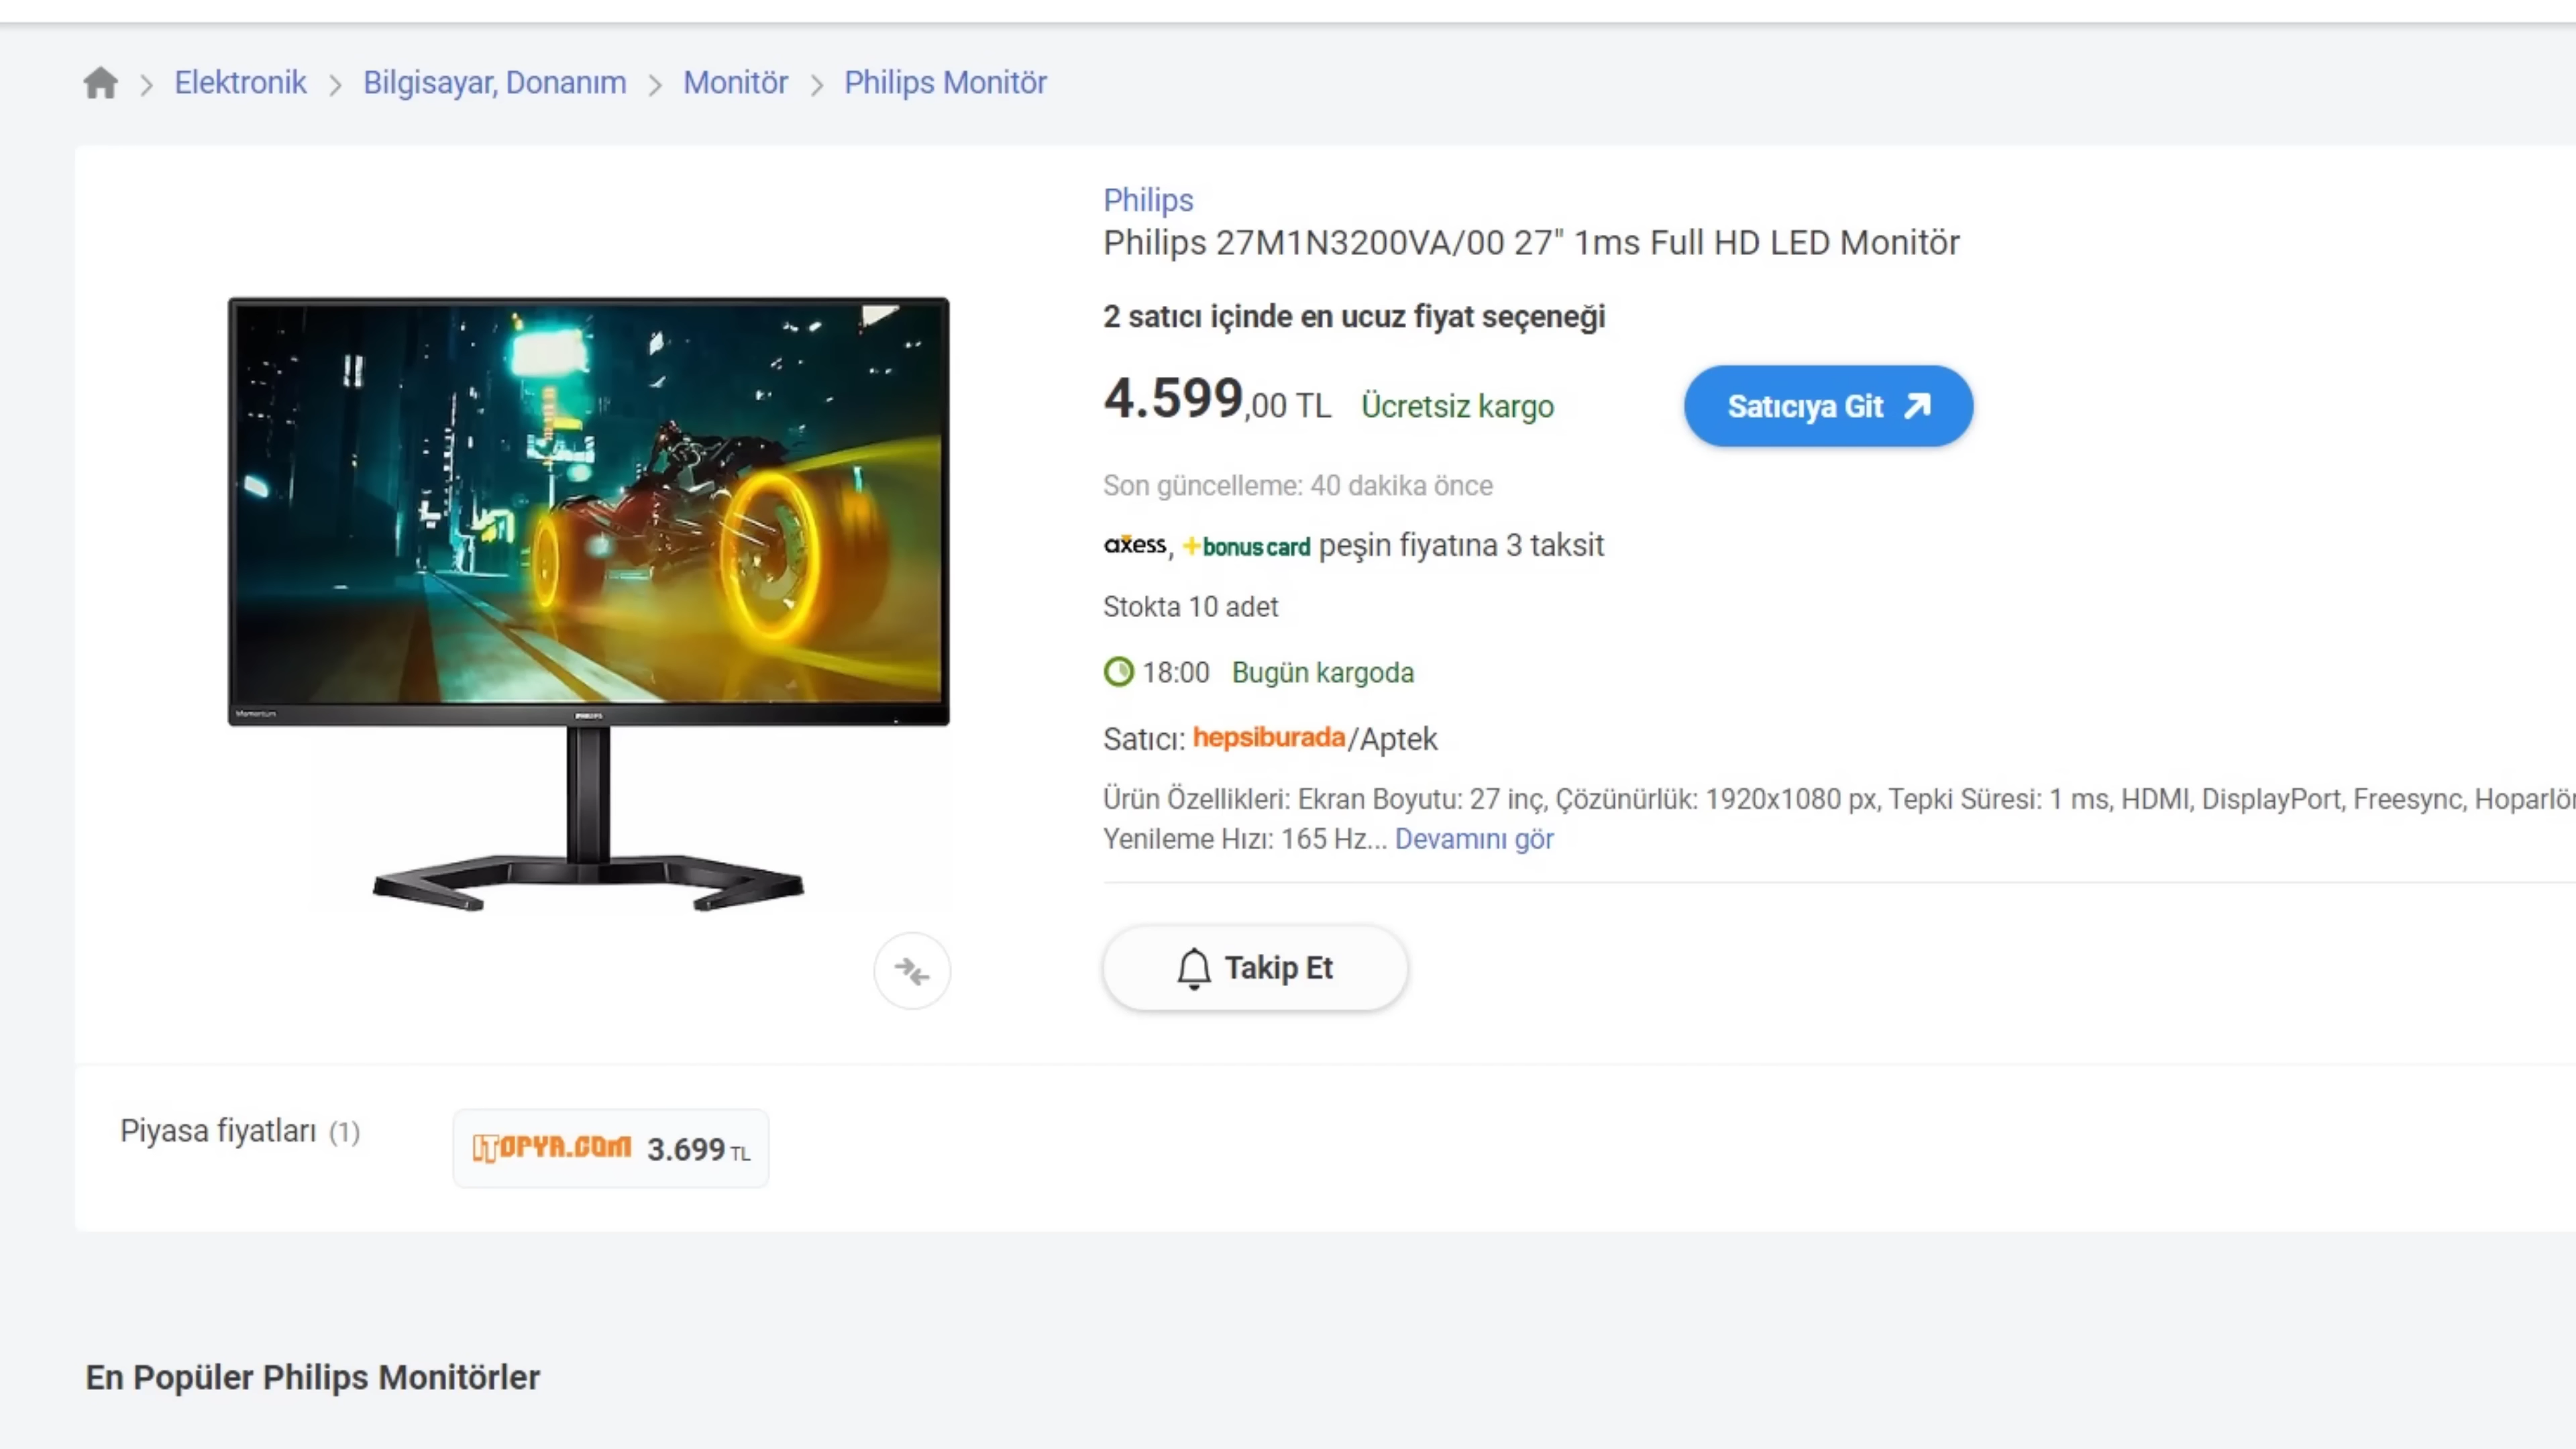 Elektronik > Bilgisayar, Donanım > Monitör > Philips Monitör
Philips
Philips 27M1N3200VA/00 27" 1ms Full HD LED Monitör
2 satıcı içinde en ucuz fiyat seçeneği
4.599,00 TL Ücretsiz kargo Satıcıya Git
Son güncelleme: 40 dakika önce
axess, +bonus card peşin fiyatına 3 taksit
Stokta 10 adet
18:00 Bugün kargoda
Satıcı: hepsiburada/Aptek
Ürün Özellikleri: Ekran Boyutu: 27 inç, Çözünürlük: 1920x1080 px, Tepki Süresi: 1 ms, HDMI, DisplayPort, Freesync,
Yenileme Hızı: 165 Hz... Devamını gör
Momentum
PHILIPS
Takip Et
Piyasa fiyatları (1)
ITOPYA.COM 3.699 TL
En Popüler Philips Monitörler